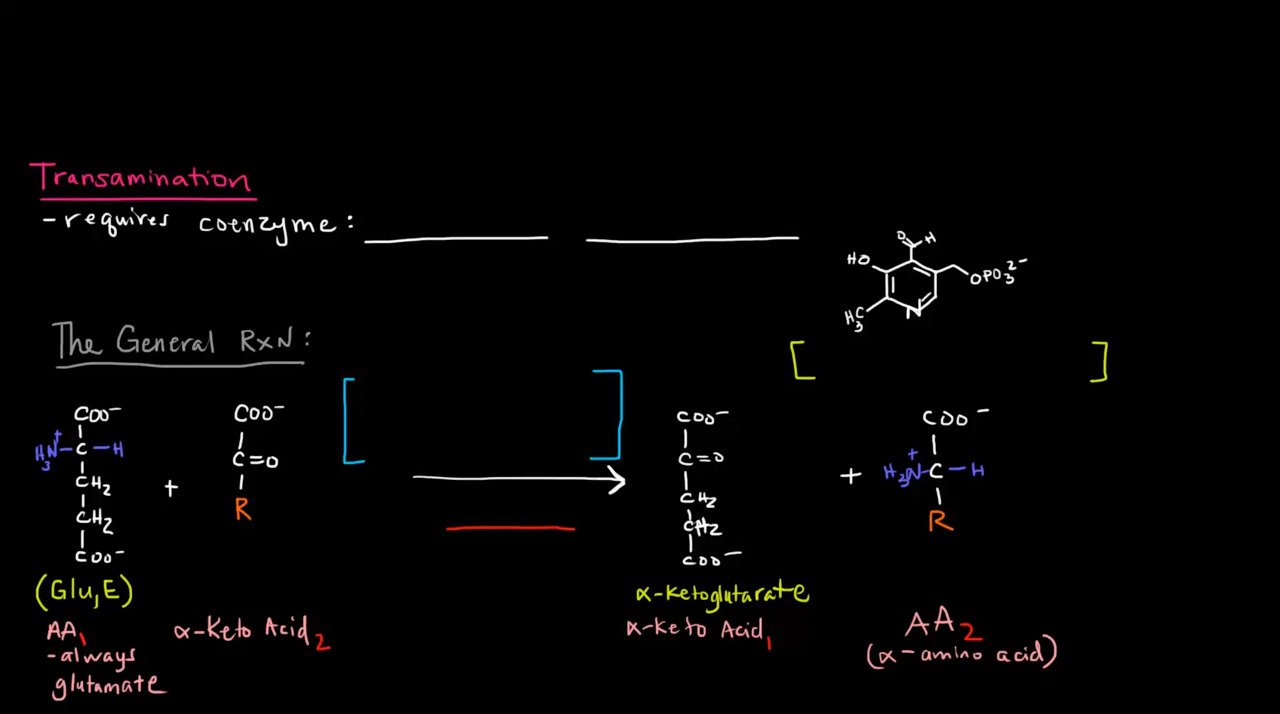 Transamination
- requires coenzyme:
O H
HO
OPO3 2-
H3C
N
The General RxN:
COO-
H3N+ - C - H
CH2
CH2
COO-
+
COO-
C=O
R
COO-
C=O
CH2
CH2
COO-
+
COO-
H3N+ - C - H
R
(Glu, E)
AA1
- always
glutamate
α-Keto Acid2
α-Ketoglutarate
α-Keto Acid1
AA2
(α-amino acid)